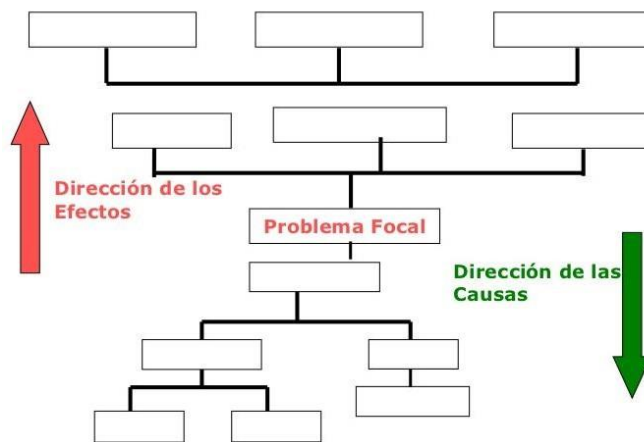 Dirección de los
Efectos
Problema Focal
Dirección de las
Causas